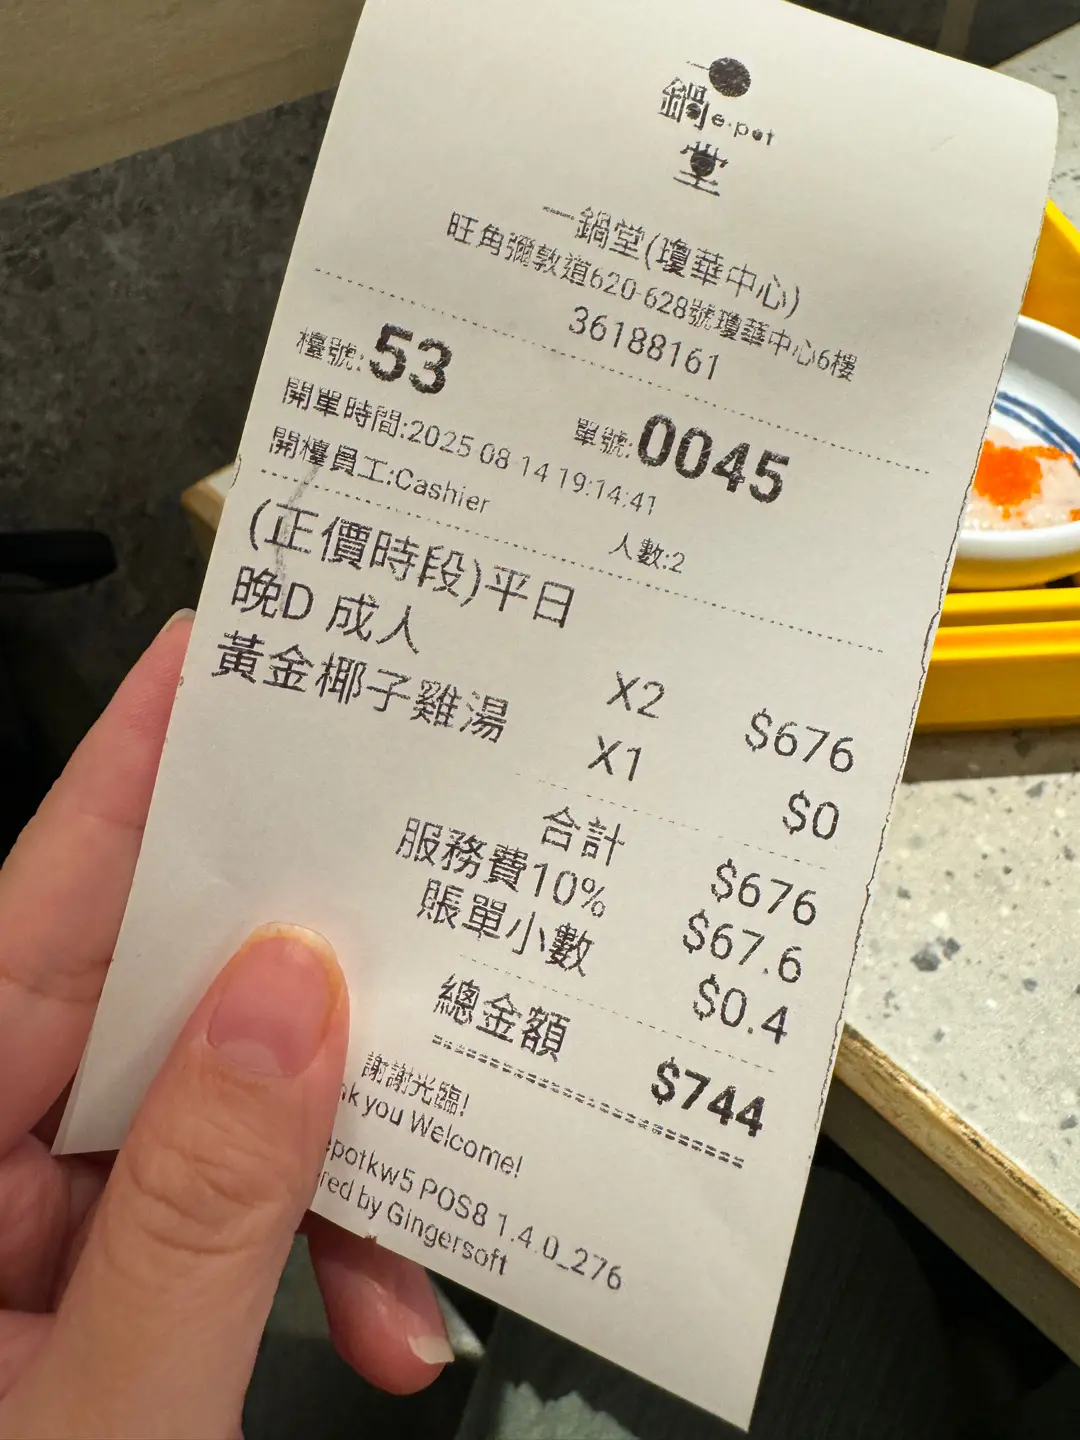 一鍋堂 e·pot
一鍋堂(瓊華中心)
旺角彌敦道620-628號瓊華中心6樓
36188161
檯號:53 單號:0045
開單時間:2025 08 14 19:14:41
開檯員工:Cashier 人數:2
(正價時段)平日
晚D 成人 X2 $676
黃金椰子雞湯 X1 $0
合計 $676
服務費10% $67.6
賬單小數 $0.4
總金額 $744
謝謝光臨!
you Welcome!
epotkw5 POS8 1.4.0_276
by Gingersoft